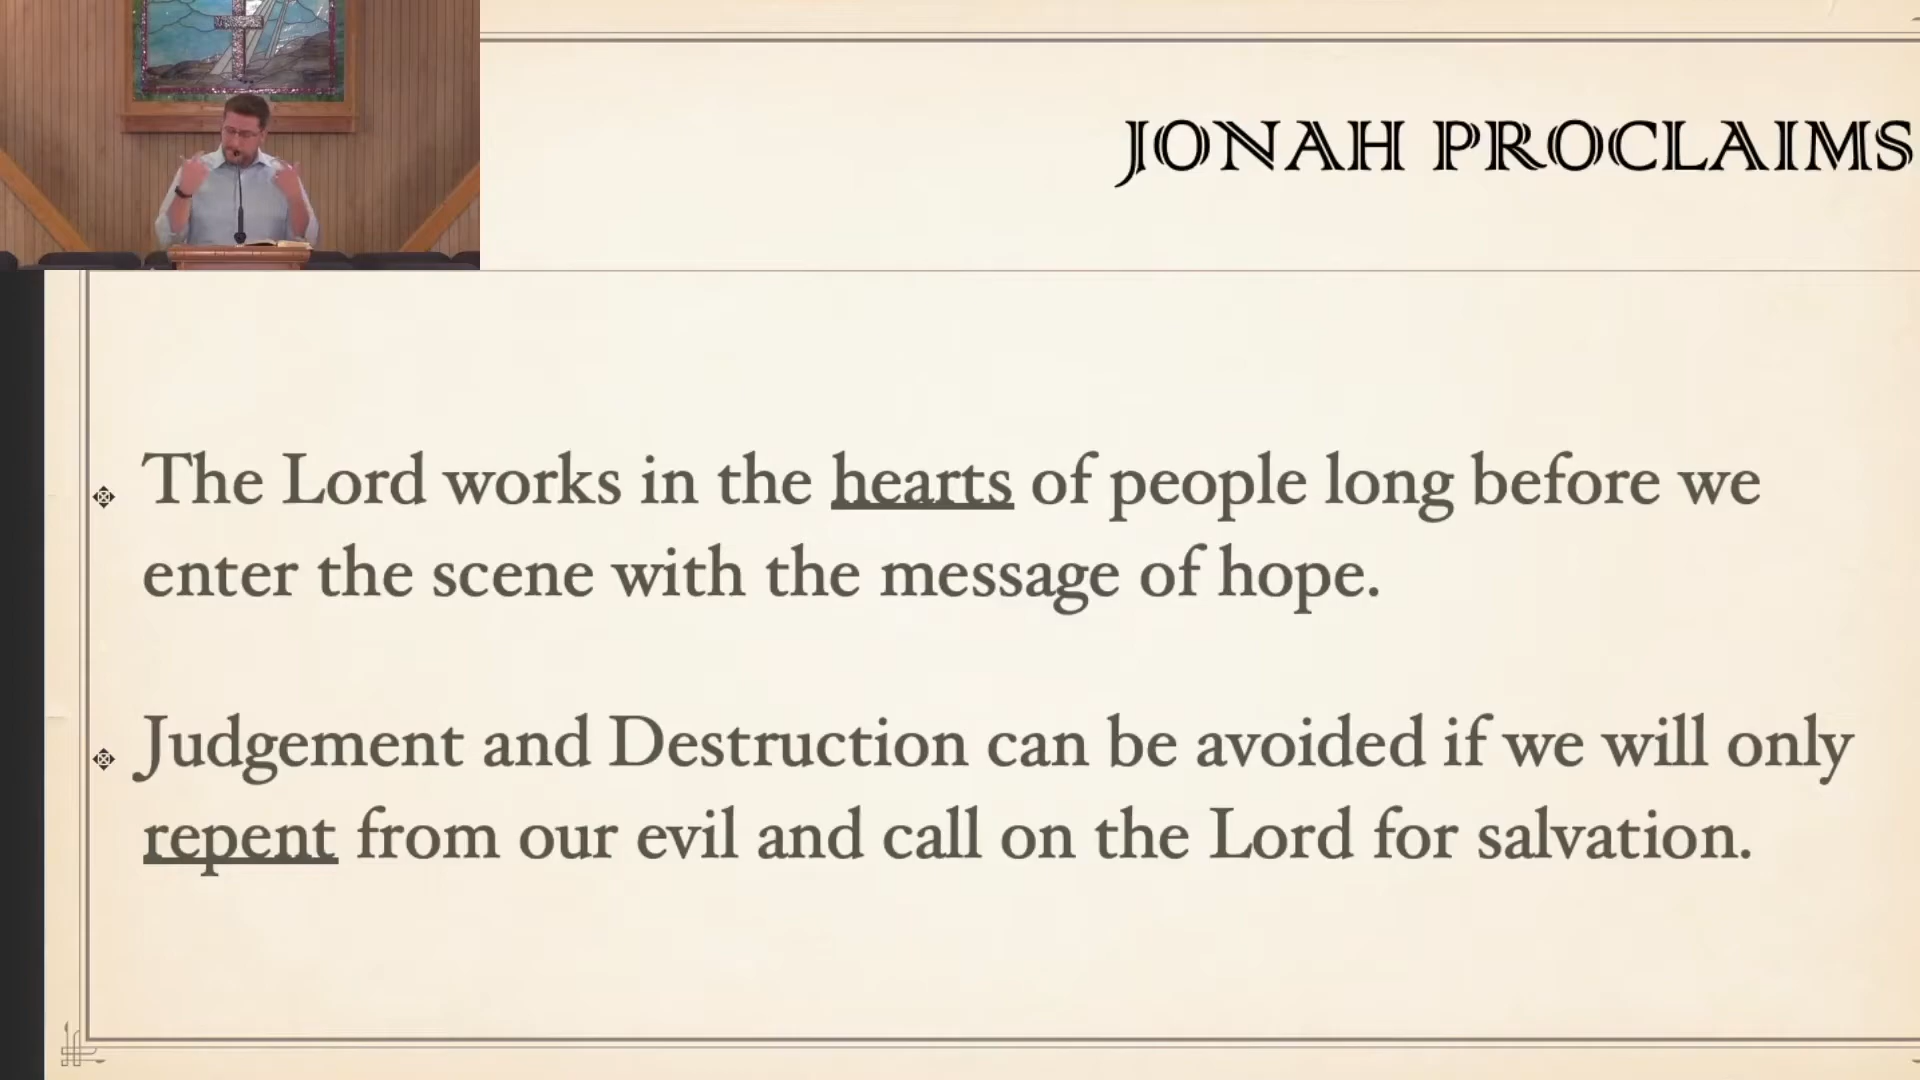 JONAH PROCLAIMS
The Lord works in the hearts of people long before we
enter the scene with the message of hope.
Judgement and Destruction can be avoided if we will only
repent from our evil and call on the Lord for salvation.